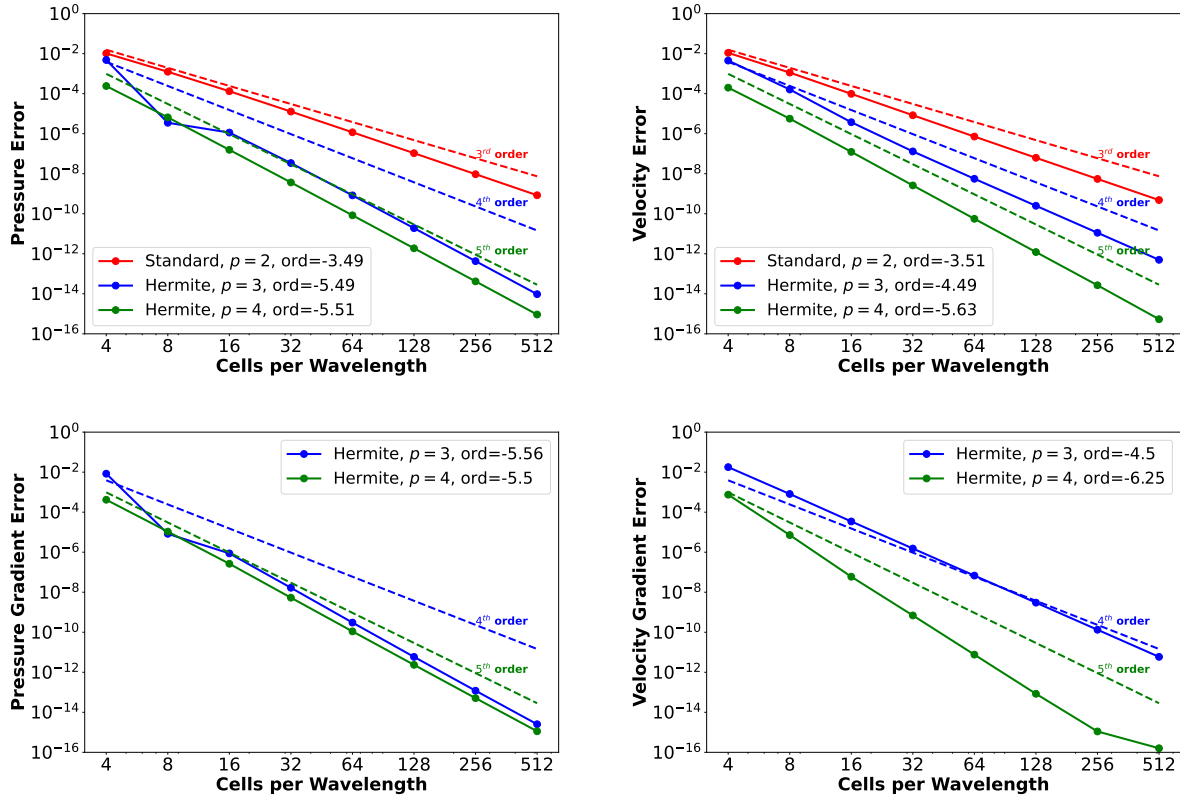 Pressure Error
10⁰
10⁻²
10⁻⁴
10⁻⁶
10⁻⁸
10⁻¹⁰
10⁻¹²
10⁻¹⁴
10⁻¹⁶
3ʳᵈ order
4ᵗʰ order
5ᵗʰ order
Standard, p = 2, ord=-3.49
Hermite, p = 3, ord=-5.49
Hermite, p = 4, ord=-5.51
4 8 16 32 64 128 256 512
Cells per Wavelength
Velocity Error
10⁰
10⁻²
10⁻⁴
10⁻⁶
10⁻⁸
10⁻¹⁰
10⁻¹²
10⁻¹⁴
10⁻¹⁶
3ʳᵈ order
4ᵗʰ order
5ᵗʰ order
Standard, p = 2, ord=-3.51
Hermite, p = 3, ord=-4.49
Hermite, p = 4, ord=-5.63
4 8 16 32 64 128 256 512
Cells per Wavelength
Pressure Gradient Error
10⁰
10⁻²
10⁻⁴
10⁻⁶
10⁻⁸
10⁻¹⁰
10⁻¹²
10⁻¹⁴
10⁻¹⁶
Hermite, p = 3, ord=-5.56
Hermite, p = 4, ord=-5.5
4ᵗʰ order
5ᵗʰ order
4 8 16 32 64 128 256 512
Cells per Wavelength
Velocity Gradient Error
10⁰
10⁻²
10⁻⁴
10⁻⁶
10⁻⁸
10⁻¹⁰
10⁻¹²
10⁻¹⁴
10⁻¹⁶
Hermite, p = 3, ord=-4.5
Hermite, p = 4, ord=-6.25
4ᵗʰ order
5ᵗʰ order
4 8 16 32 64 128 256 512
Cells per Wavelength